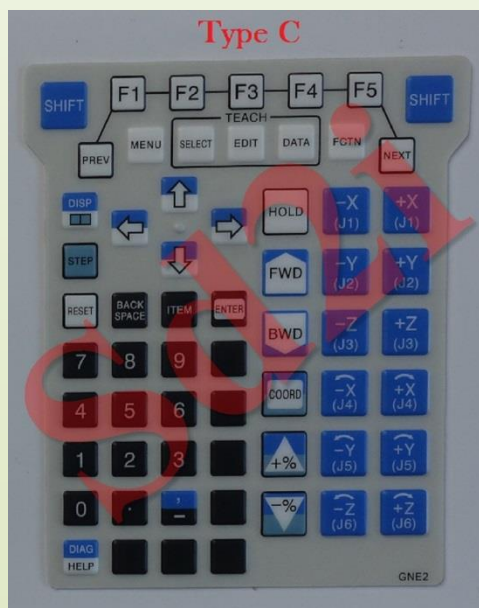 Type C
SHIFT F1 F2 F3 F4 F5 SHIFT
TEACH
PREV MENU SELECT EDIT DATA FCTN NEXT
DISP
HOLD -X (J1) +X (J1)
STEP FWD -Y (J2) +Y (J2)
RESET BACK SPACE ITEM ENTER BWD -Z (J3) +Z (J3)
7 8 9 COORD -X (J4) +X (J4)
4 5 6
1 2 3 +% -Y (J5) +Y (J5)
0 . -% -Z (J6) +Z (J6)
DIAG HELP
GNE2
Sd2i